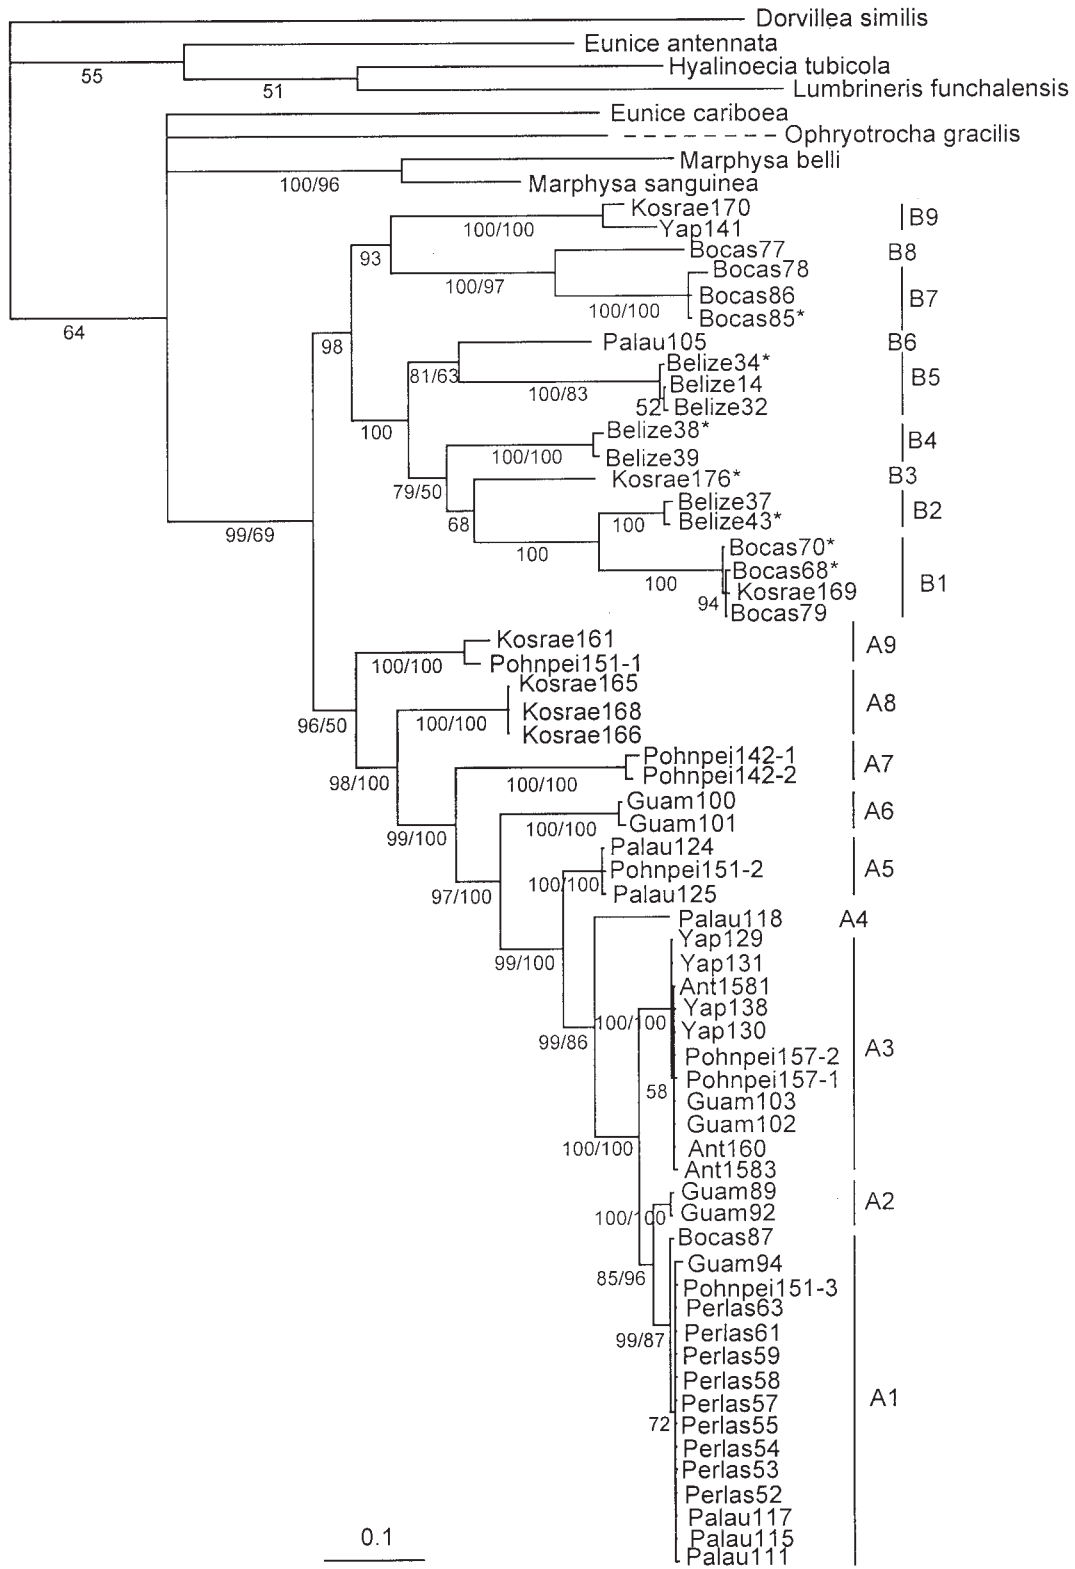 Dorvillea similis
Eunice antennata
55
Hyalinoecia tubicola
51
Lumbrineris funchalensis
Eunice cariboea
Ophryotrocha gracilis
Marphysa belli
100/96
Marphysa sanguinea
Kosrae170
B9
100/100
Yap141
93
Bocas77
B8
Bocas78
100/97
Bocas86
B7
100/100
Bocas85*
64
98
Palau105
B6
81/63
Belize34*
B5
100/83
Belize14
52
Belize32
100
Belize38*
B4
100/100
Belize39
79/50
Kosrae176*
B3
68
Belize37
B2
100
Belize43*
99/69
100
Bocas70*
Bocas68*
100
Kosrae169
B1
94
Bocas79
Kosrae161
A9
100/100
Pohnpei151-1
Kosrae165
96/50
100/100
Kosrae168
A8
Kosrae166
98/100
Pohnpei142-1
A7
100/100
Pohnpei142-2
Guam100
A6
99/100
100/100
Guam101
Palau124
Pohnpei151-2
A5
97/100
100/100
Palau125
Palau118
A4
99/100
Yap129
Yap131
Ant1581
Yap138
99/86
100/100
Yap130
Pohnpei157-2
A3
Pohnpei157-1
58
Guam103
Guam102
100/100
Ant160
Ant1583
Guam89
A2
100/100
Guam92
Bocas87
85/96
Guam94
Pohnpei151-3
Perlas63
99/87
Perlas61
Perlas59
Perlas58
Perlas57
A1
72
Perlas55
Perlas54
Perlas53
Perlas52
Palau117
0.1
Palau115
Palau111